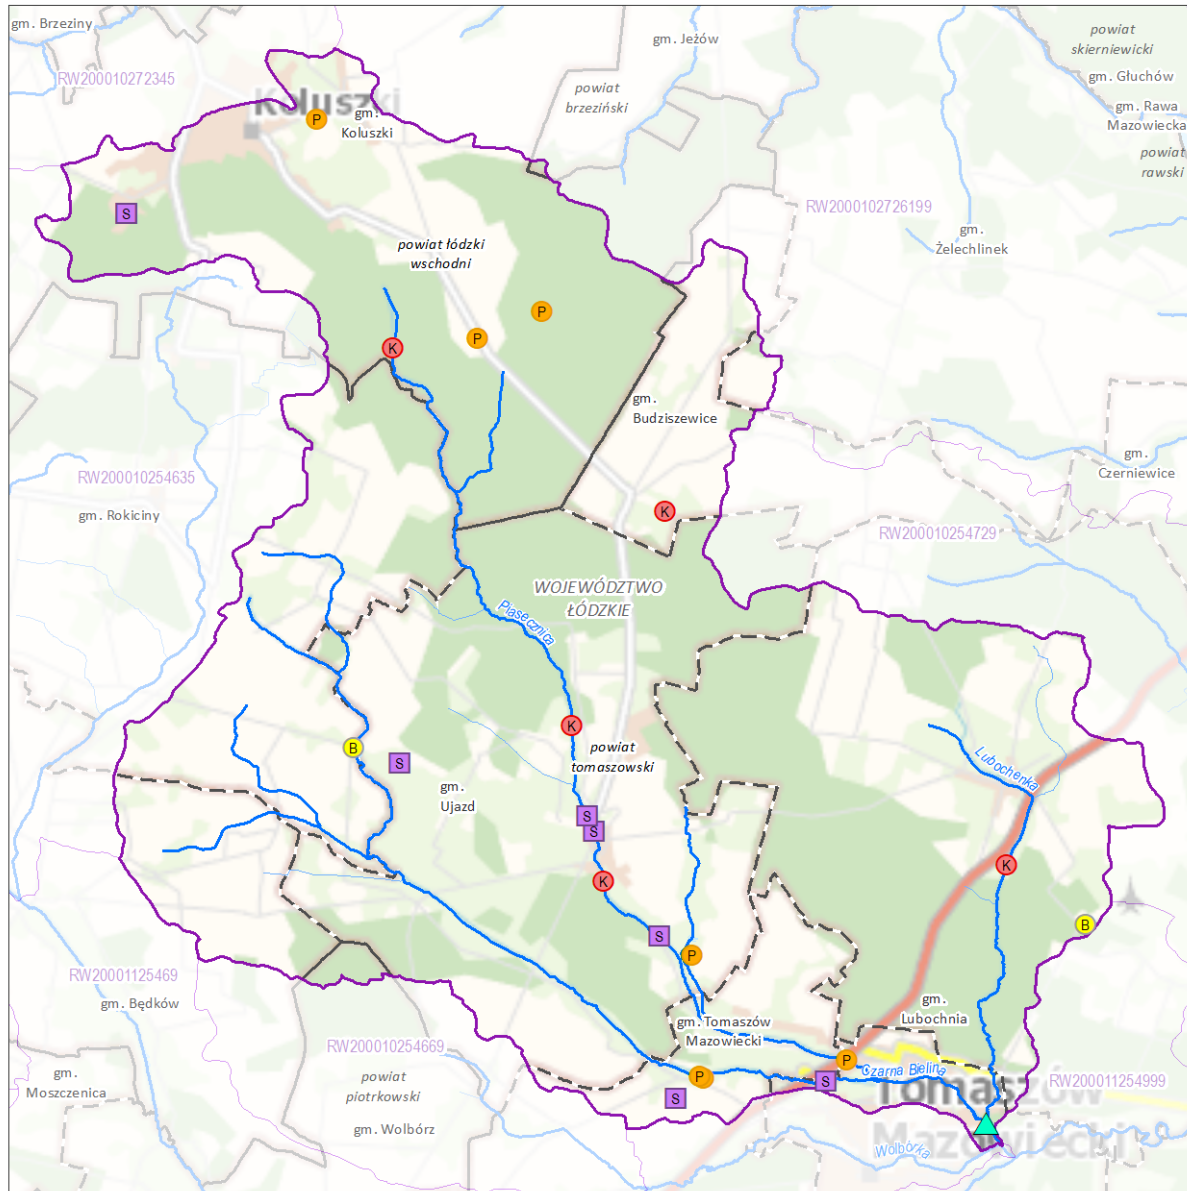 gm. Brzeziny
RW200010272345
Koluszki
P
gm.
Koluszki
gm. Jeżów
powiat
brzeziński
powiat
skierniewicki
gm. Głuchów
gm. Rawa
Mazowiecka
powiat
rawski
S
RW2000102726199
gm.
Żelechlinek
powiat łódzki
wschodni
P
P
K
gm.
Budziszewice
gm.
Czerniewice
RW200010254635
gm. Rokiciny
K
RW200010254729
WOJEWÓDZTWO
ŁÓDZKIE
Piasecznica
K
B
S
powiat
tomaszowski
gm.
Ujazd
Lubochenka
S
S
K
K
B
S
P
RW20001125469
gm. Będków
gm.
Lubochnia
gm. Tomaszów
Mazowiecki
RW200010254669
P
Czarna Bielina
P
S
S
gm.
Moszczenica
powiat
piotrkowski
gm. Wolbórz
RW200011254999
Tomaszów
Mazowiecki
Wolbórka